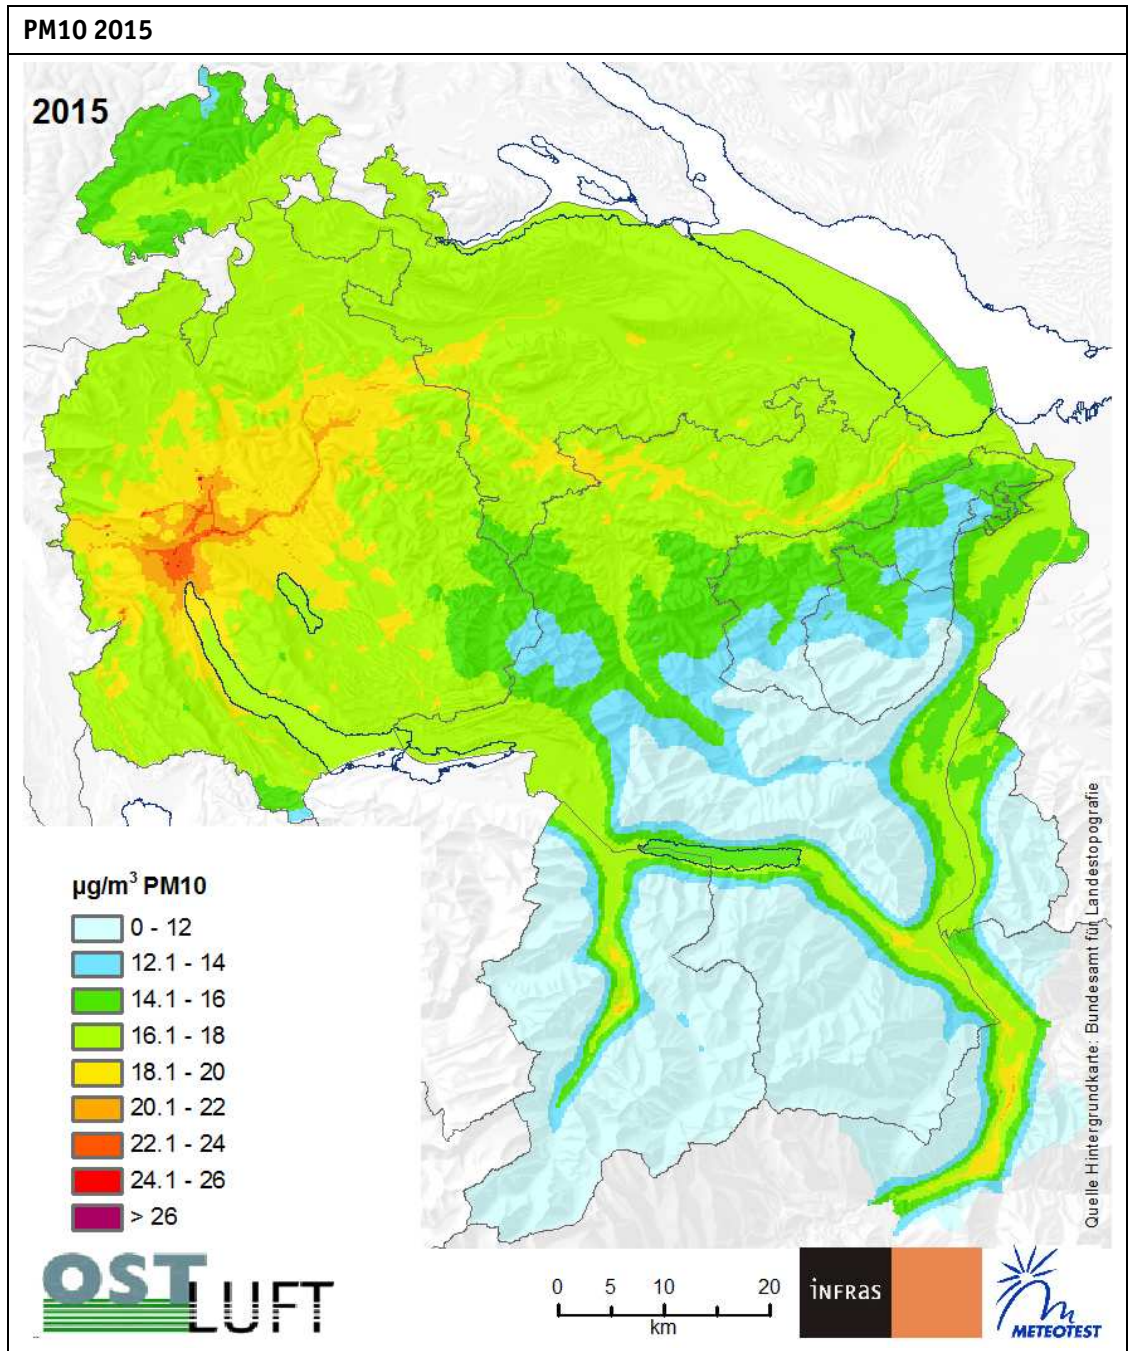 PM10 2015
2015
Quelle Hintergrundkarte: Bundesamt für Landestopografie
µg/m³ PM10
0 - 12
12.1 - 14
14.1 - 16
16.1 - 18
18.1 - 20
20.1 - 22
22.1 - 24
24.1 - 26
> 26
OST
LUFT
0 5 10 20
km
iNFRAS
METEOTEST